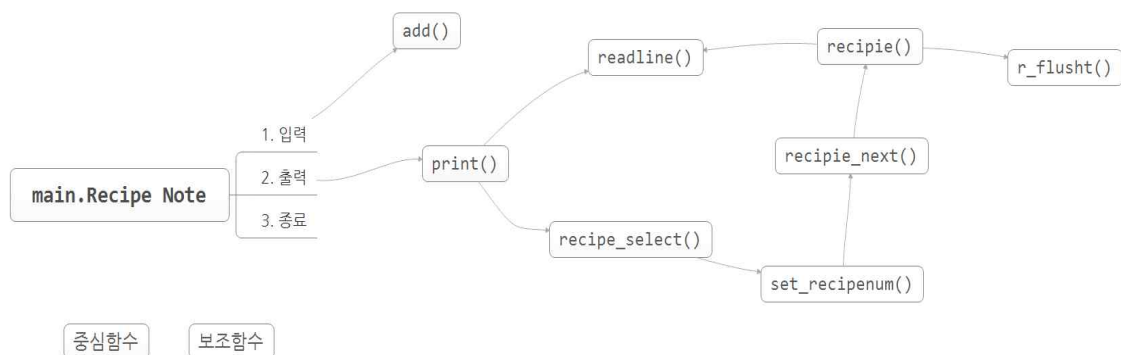 add()
recipie()
readline()
r_flusht()
1. 입력
print()
recipie_next()
2. 출력
main.Recipe Note
3. 종료
recipe_select()
set_recipenum()
중심함수
보조함수